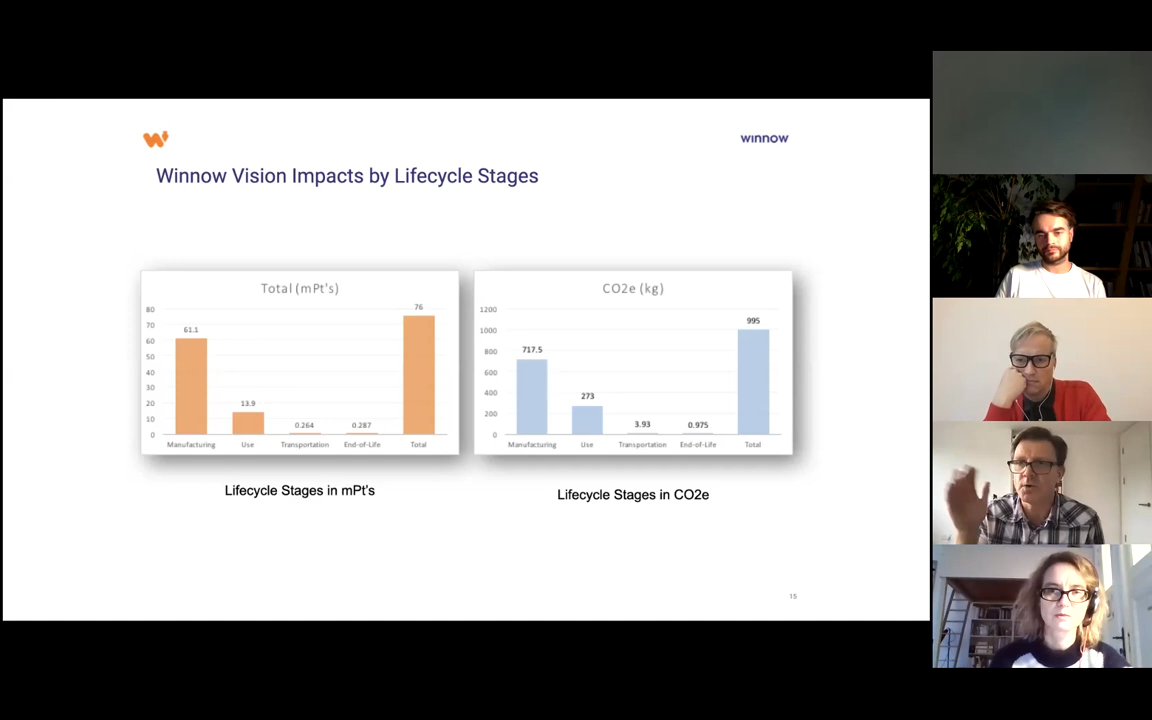 winnow
Winnow Vision Impacts by Lifecycle Stages
Total (mPt's)
80
70
60
50
40
30
20
10
0
61.1
13.9
0.264
0.287
76
Manufacturing
Use
Transportation
End-of-Life
Total
Lifecycle Stages in mPt's
CO2e (kg)
1200
1000
800
600
400
200
0
717.5
273
3.93
0.975
995
Manufacturing
Use
Transportation
End-of-Life
Total
Lifecycle Stages in CO2e
15